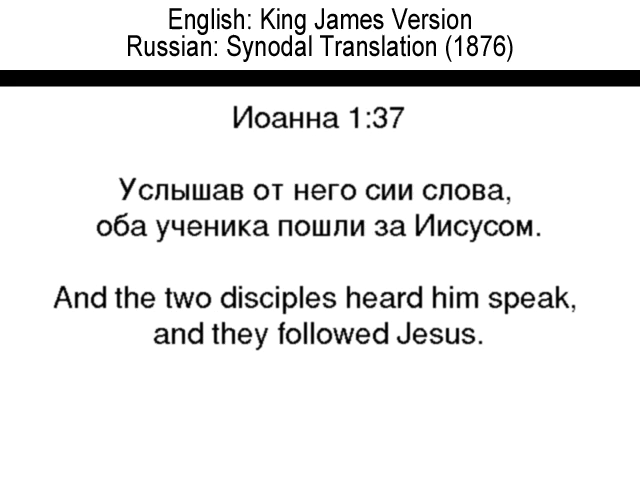 English: King James Version
Russian: Synodal Translation (1876)
Иоанна 1:37
Услышав от него сии слова,
оба ученика пошли за Иисусом.
And the two disciples heard him speak,
and they followed Jesus.